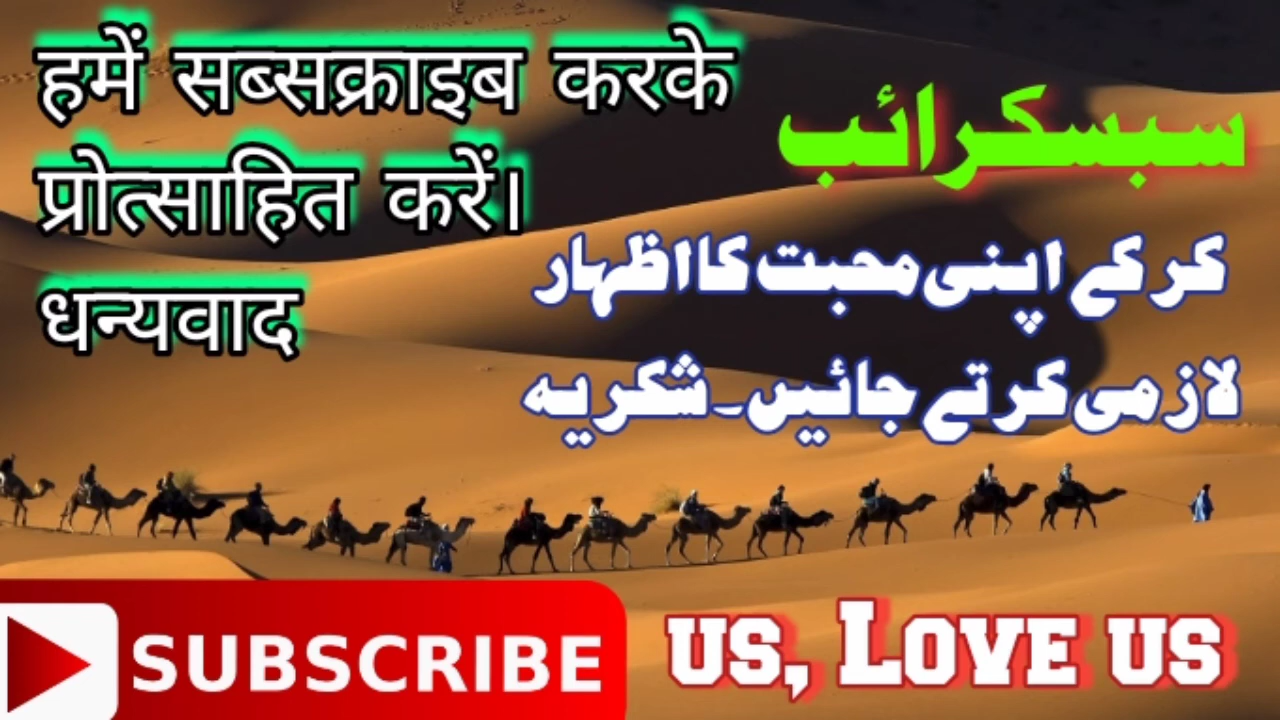 हमें सब्सक्राइब करके
प्रोत्साहित करें।
धन्यवाद
سبسکرائب
کر کے اپنی محبت کا اظہار
لازمی کرتے جائیں۔ شکریہ
SUBSCRIBE
US, LOVE US